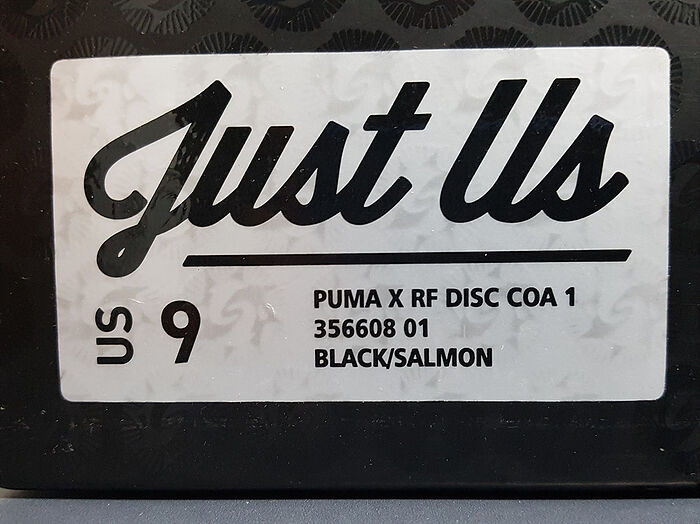 Just Us
US 9
PUMA X RF DISC COA 1
356608 01
BLACK/SALMON